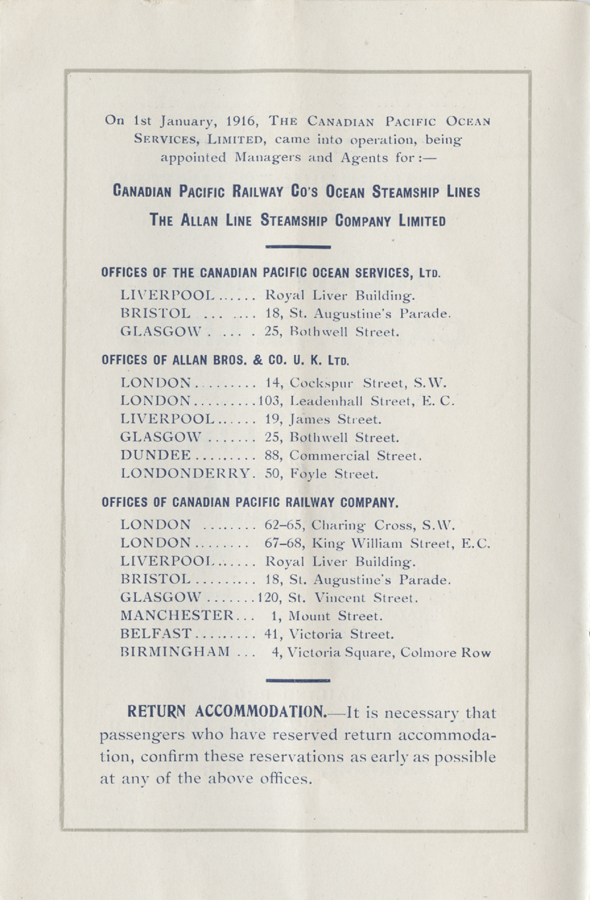 On 1st January, 1916, THE CANADIAN PACIFIC OCEAN
SERVICES, LIMITED, came into operation, being
appointed Managers and Agents for :—
CANADIAN PACIFIC RAILWAY CO'S OCEAN STEAMSHIP LINES
THE ALLAN LINE STEAMSHIP COMPANY LIMITED
OFFICES OF THE CANADIAN PACIFIC OCEAN SERVICES, LTD.
LIVERPOOL ...... Royal Liver Building.
BRISTOL ... .... 18, St. Augustine's Parade.
GLASGOW . .... 25, Bothwell Street.
OFFICES OF ALLAN BROS. & CO. U. K. LTD.
LONDON ......... 14, Cockspur Street, S.W.
LONDON.........103, Leadenhall Street, E. C.
LIVERPOOL...... 19, James Street.
GLASGOW ....... 25, Bothwell Street.
DUNDEE ......... 88, Commercial Street.
LONDONDERRY. 50, Foyle Street.
OFFICES OF CANADIAN PACIFIC RAILWAY COMPANY.
LONDON ........ 62–65, Charing Cross, S.W.
LONDON........ 67–68, King William Street, E.C.
LIVERPOOL...... Royal Liver Building.
BRISTOL ......... 18, St. Augustine's Parade.
GLASGOW .......120, St. Vincent Street.
MANCHESTER... 1, Mount Street.
BELFAST ......... 41, Victoria Street.
BIRMINGHAM ... 4, Victoria Square, Colmore Row
RETURN ACCOMMODATION.—It is necessary that
passengers who have reserved return accommoda-
tion, confirm these reservations as early as possible
at any of the above offices.